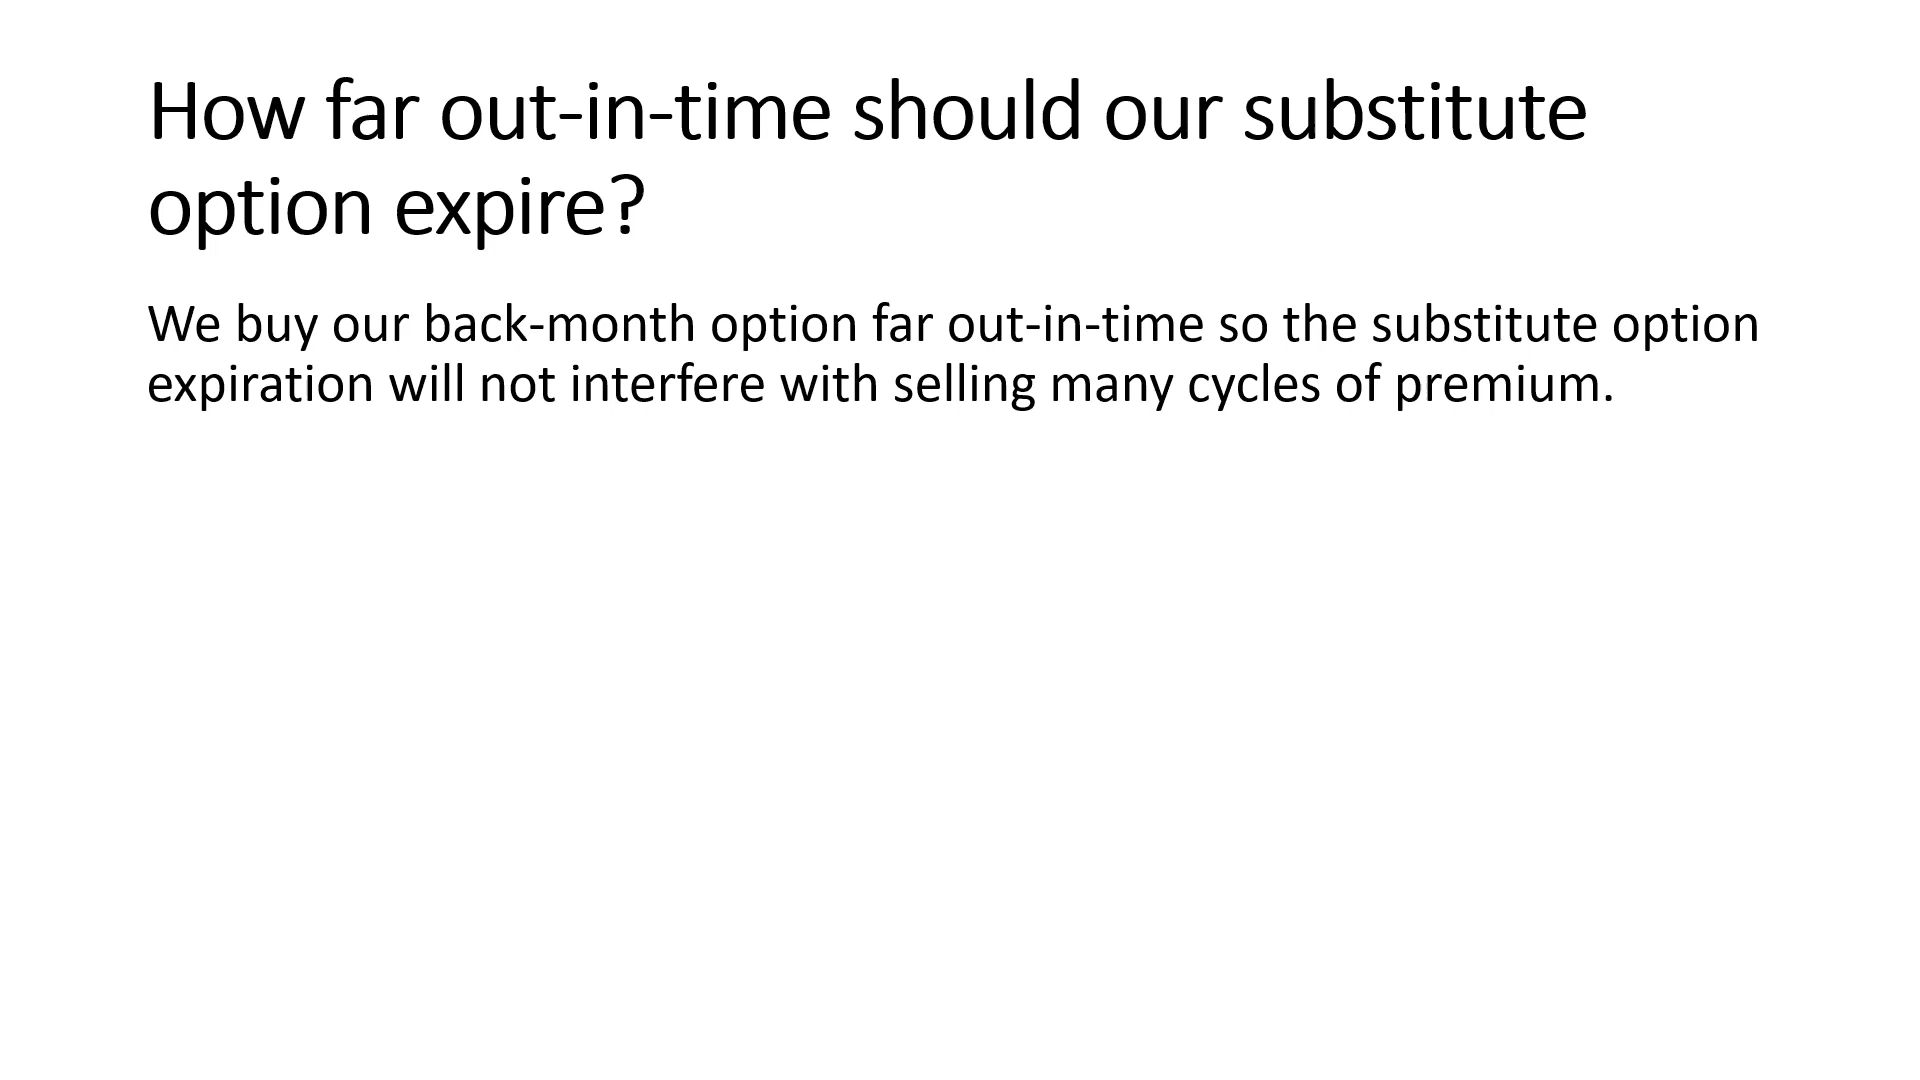 How far out-in-time should our substitute
option expire?
We buy our back-month option far out-in-time so the substitute option
expiration will not interfere with selling many cycles of premium.